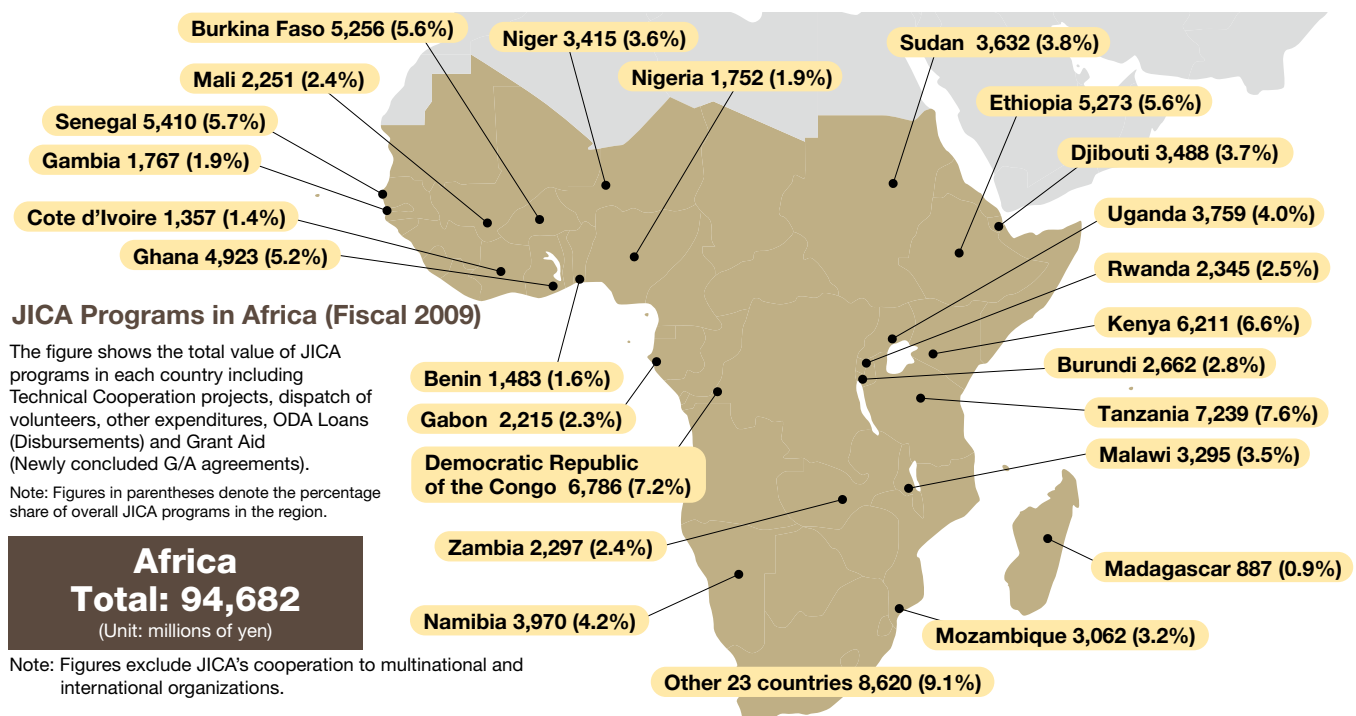 Burkina Faso 5,256 (5.6%)
Niger 3,415 (3.6%)
Sudan 3,632 (3.8%)
Mali 2,251 (2.4%)
Nigeria 1,752 (1.9%)
Ethiopia 5,273 (5.6%)
Senegal 5,410 (5.7%)
Gambia 1,767 (1.9%)
Djibouti 3,488 (3.7%)
Cote d’Ivoire 1,357 (1.4%)
Uganda 3,759 (4.0%)
Ghana 4,923 (5.2%)
Rwanda 2,345 (2.5%)
JICA Programs in Africa (Fiscal 2009)
The figure shows the total value of JICA
programs in each country including
Technical Cooperation projects, dispatch of
volunteers, other expenditures, ODA Loans
(Disbursements) and Grant Aid
(Newly concluded G/A agreements).
Note: Figures in parentheses denote the percentage
share of overall JICA programs in the region.
Kenya 6,211 (6.6%)
Benin 1,483 (1.6%)
Burundi 2,662 (2.8%)
Gabon 2,215 (2.3%)
Tanzania 7,239 (7.6%)
Democratic Republic
of the Congo 6,786 (7.2%)
Malawi 3,295 (3.5%)
Zambia 2,297 (2.4%)
Madagascar 887 (0.9%)
Namibia 3,970 (4.2%)
Mozambique 3,062 (3.2%)
Africa
Total: 94,682
(Unit: millions of yen)
Note: Figures exclude JICA’s cooperation to multinational and
international organizations.
Other 23 countries 8,620 (9.1%)